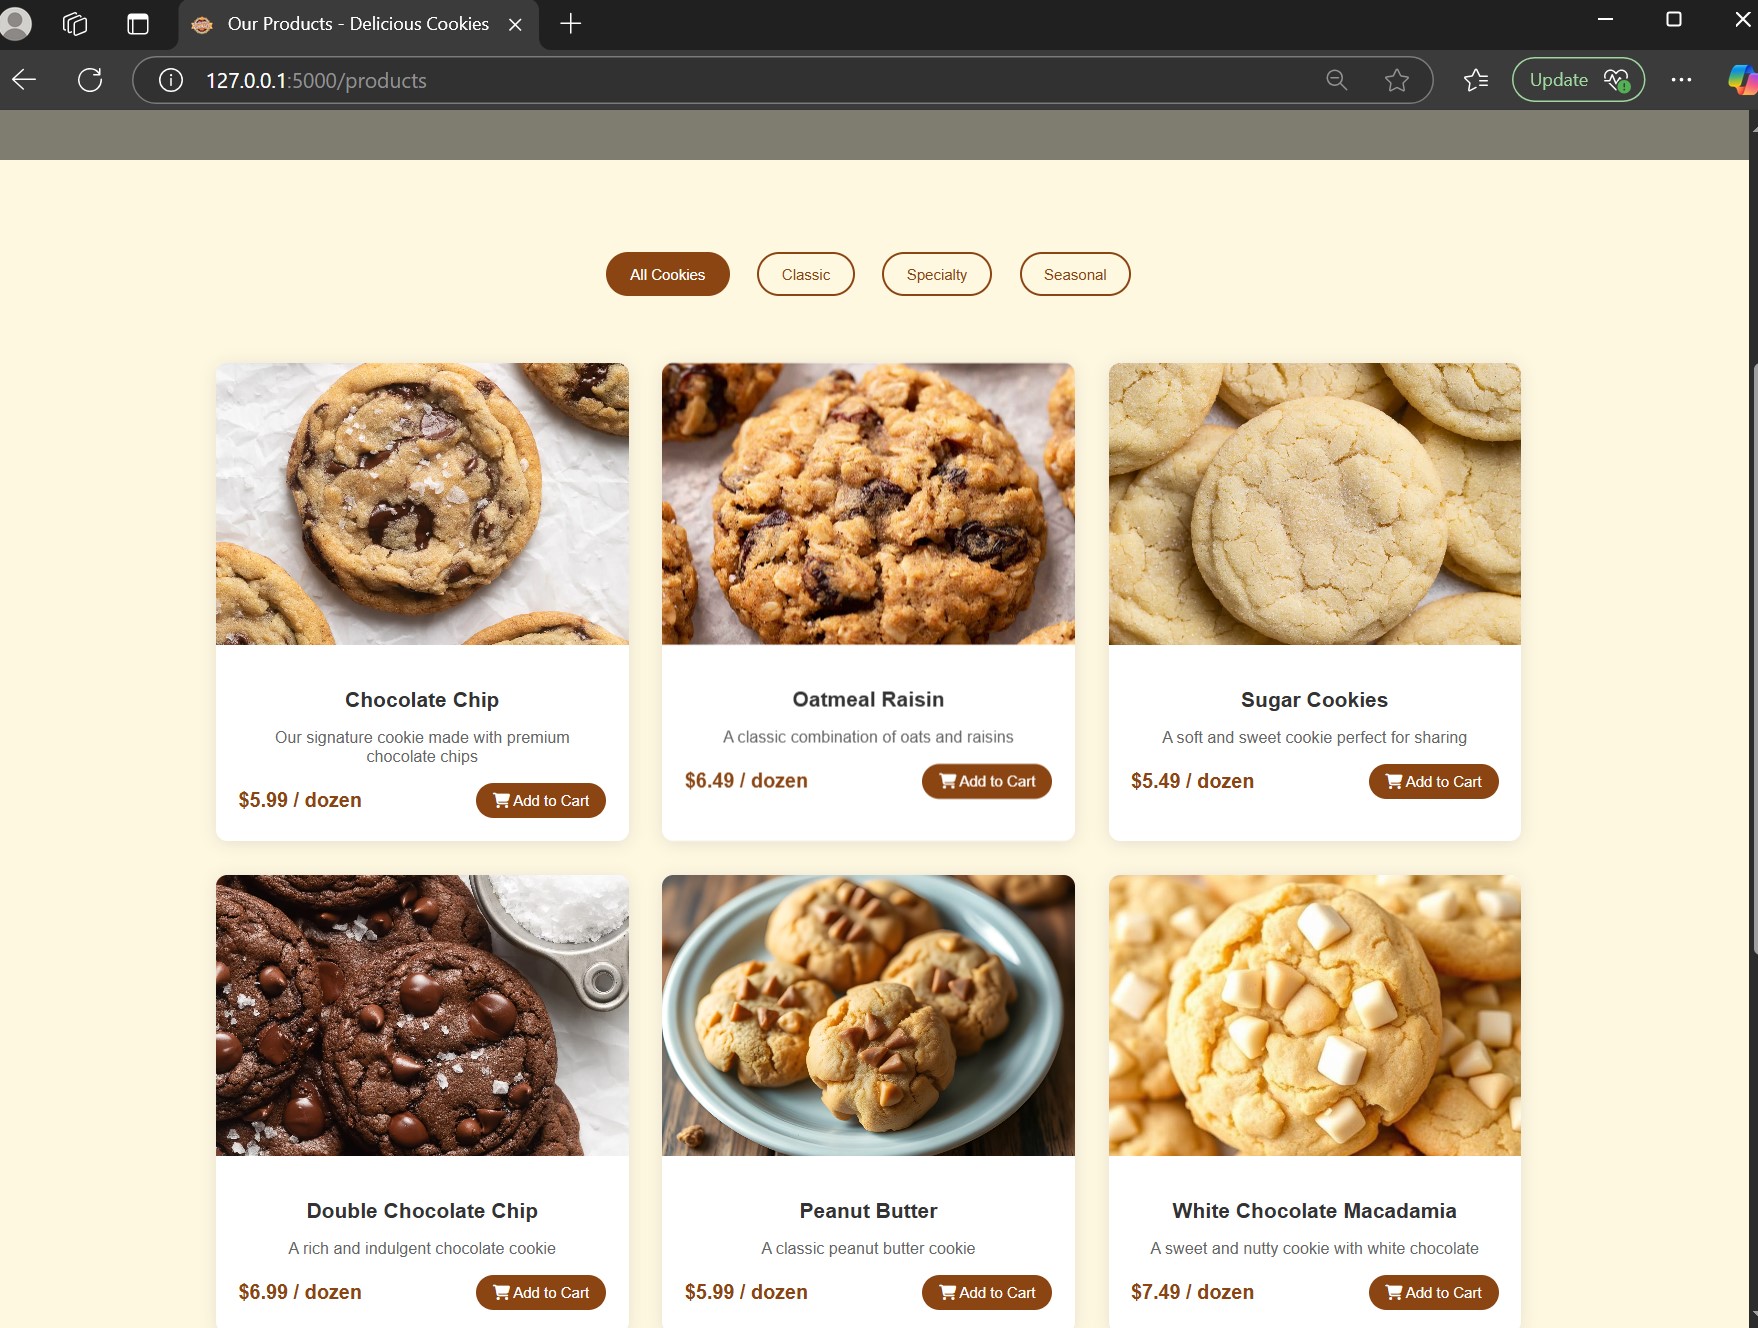 Our Products - Delicious Cookies
127.0.0.1:5000/products
Update
All Cookies
Classic
Specialty
Seasonal
Chocolate Chip
Our signature cookie made with premium
chocolate chips
$5.99 / dozen
Add to Cart
Oatmeal Raisin
A classic combination of oats and raisins
$6.49 / dozen
Add to Cart
Sugar Cookies
A soft and sweet cookie perfect for sharing
$5.49 / dozen
Add to Cart
Double Chocolate Chip
A rich and indulgent chocolate cookie
$6.99 / dozen
Add to Cart
Peanut Butter
A classic peanut butter cookie
$5.99 / dozen
Add to Cart
White Chocolate Macadamia
A sweet and nutty cookie with white chocolate
$7.49 / dozen
Add to Cart